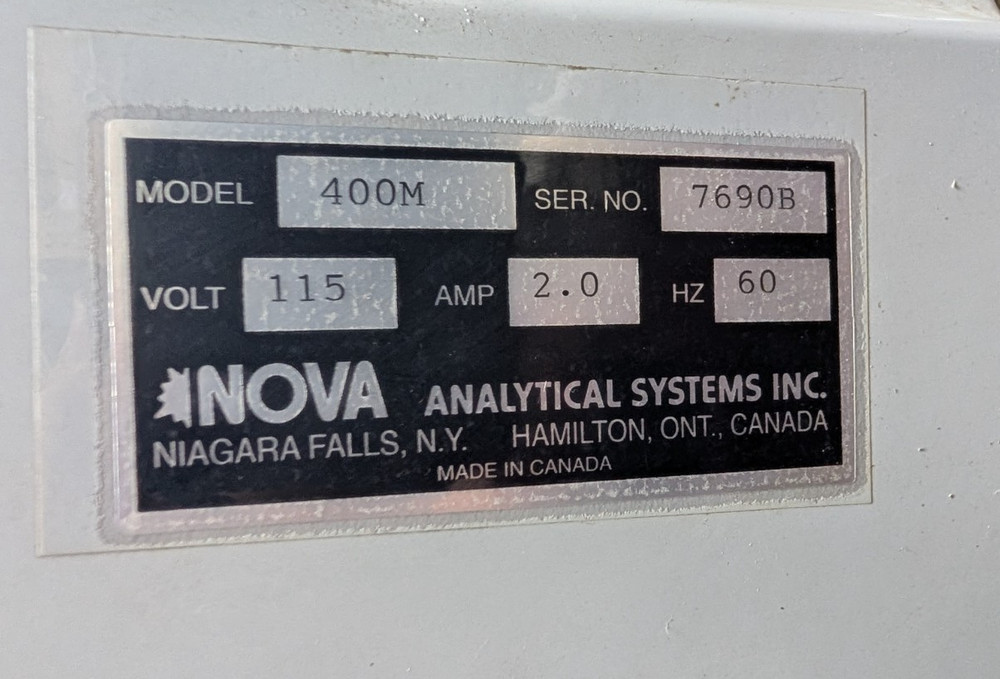 MODEL 400M SER. NO. 7690B
VOLT 115 AMP 2.0 HZ 60
NOVA ANALYTICAL SYSTEMS INC.
NIAGARA FALLS, N.Y. HAMILTON, ONT., CANADA
MADE IN CANADA